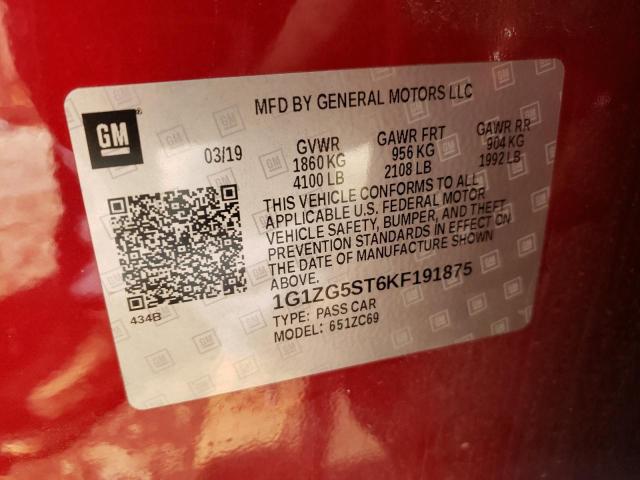 MFD BY GENERAL MOTORS LLC
GM
03/19
GVWR GAWR FRT GAWR RR
1860 KG 956 KG 904 KG
4100 LB 2108 LB 1992 LB
THIS VEHICLE CONFORMS TO ALL
APPLICABLE U.S. FEDERAL MOTOR
VEHICLE SAFETY, BUMPER, AND THEFT
PREVENTION STANDARDS IN EFFECT ON
THE DATE OF MANUFACTURE SHOWN
ABOVE.
1G1ZG5ST6KF191875
TYPE: PASS CAR
MODEL: 651ZC69
434B